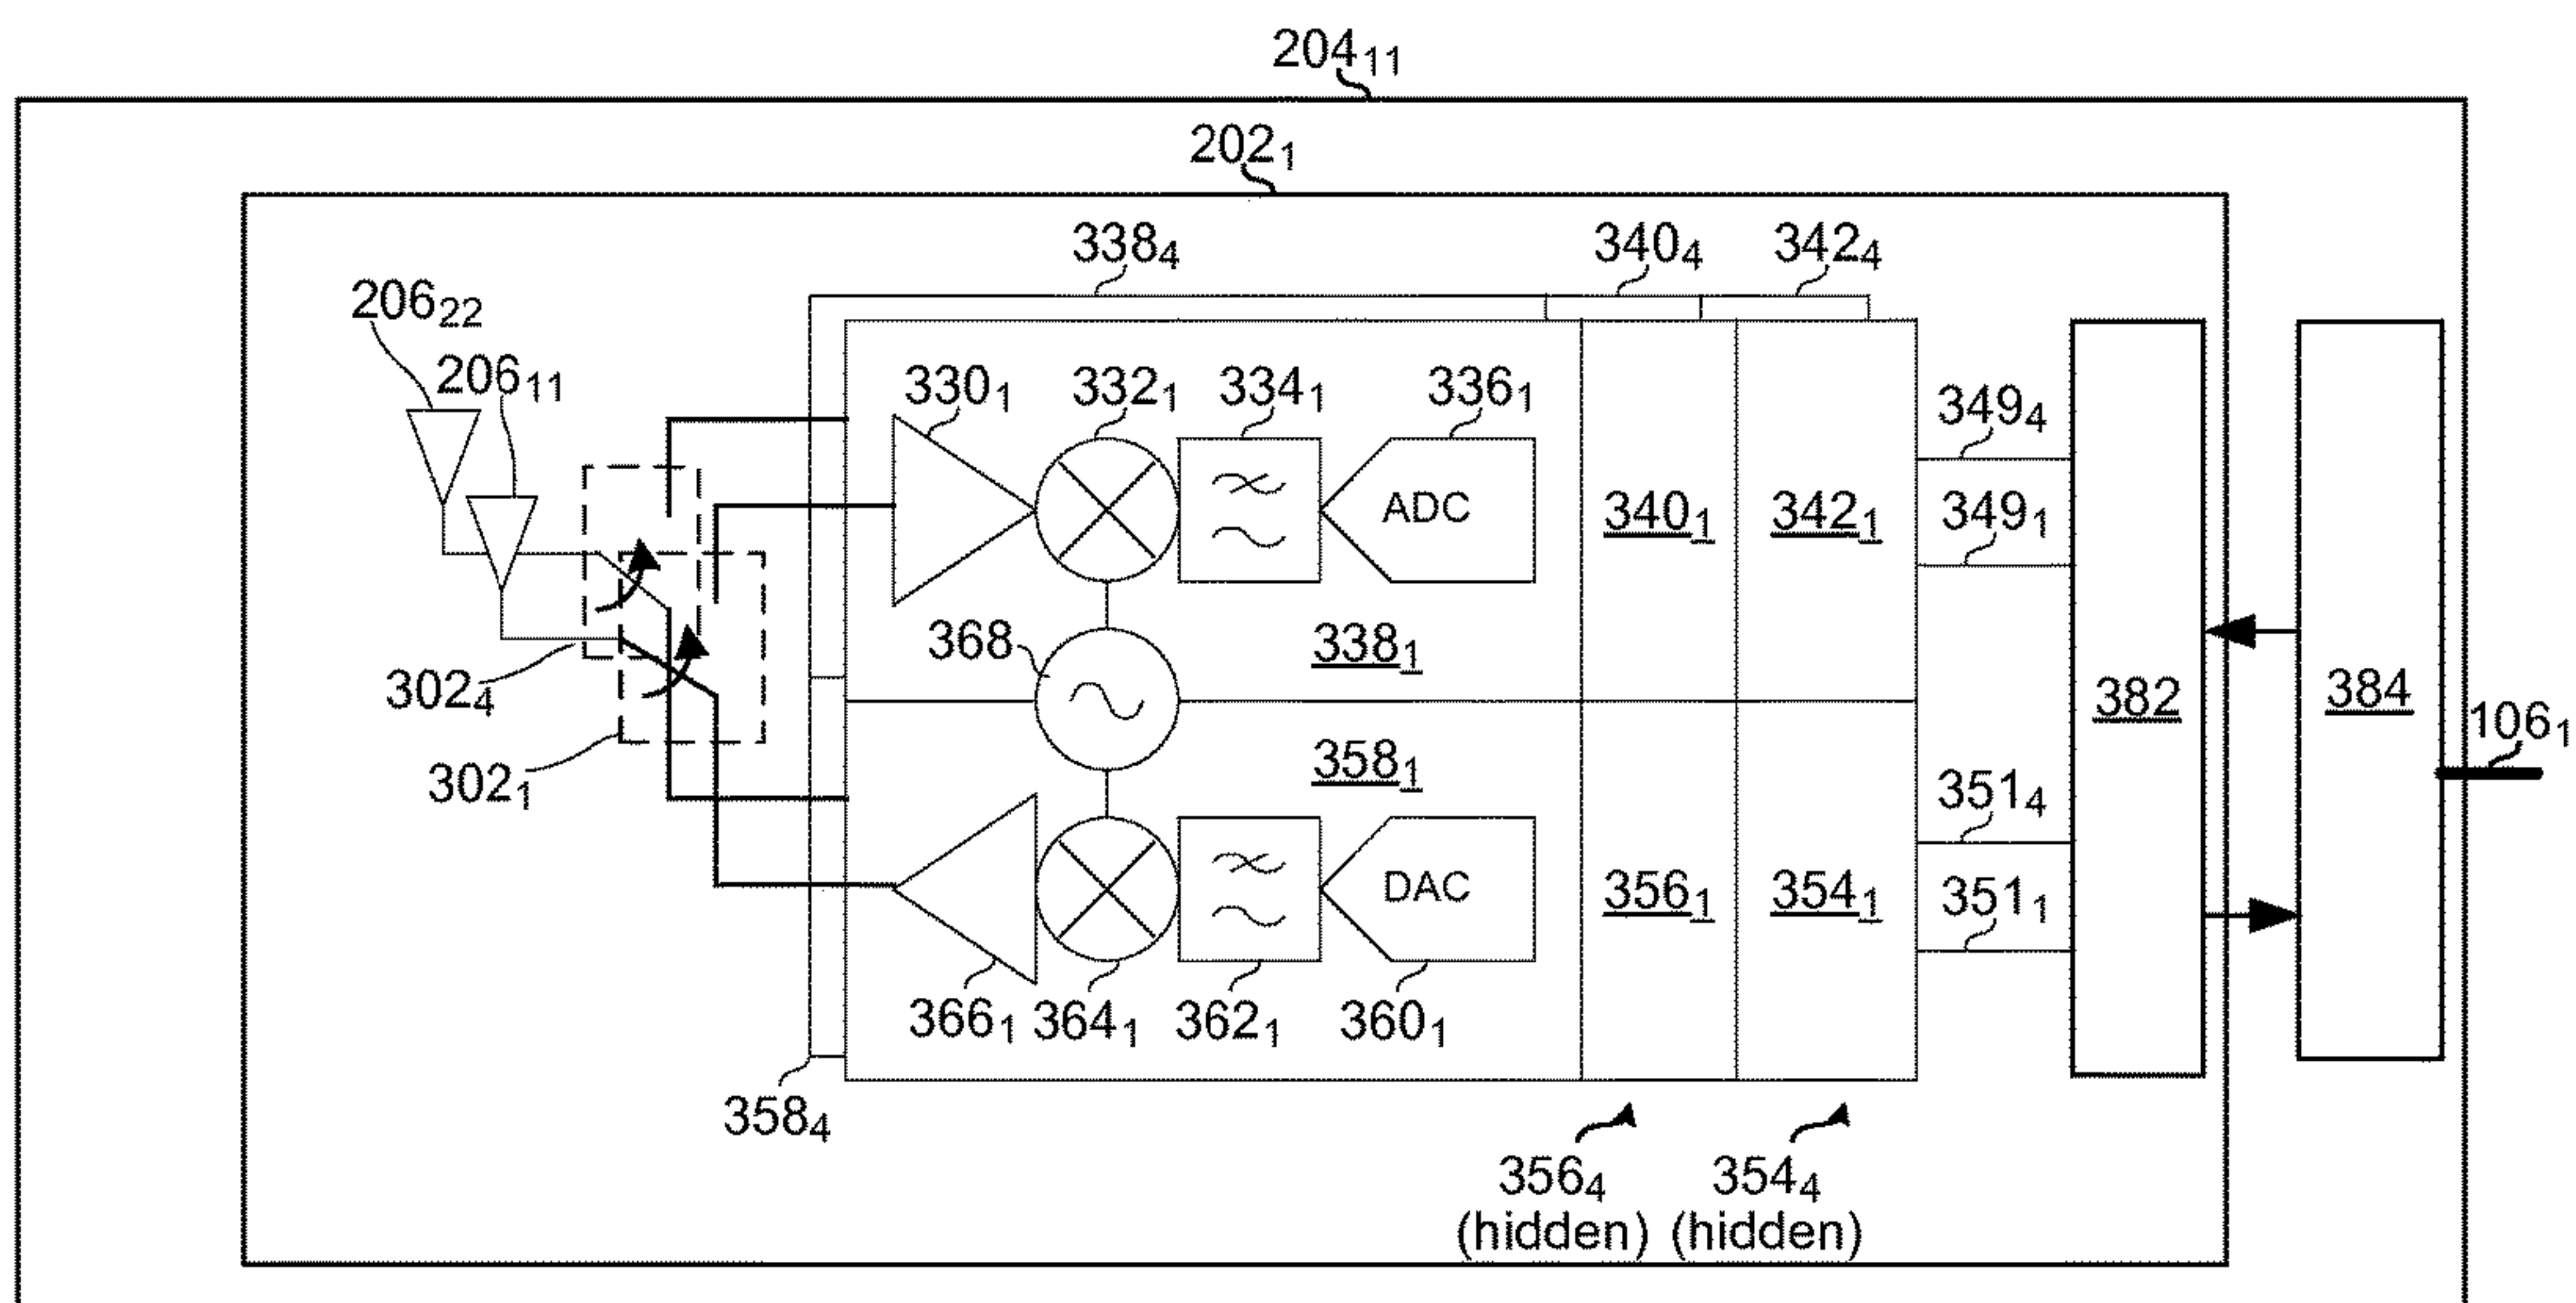 204₁₁
202₁
338₄ 340₄ 342₄
206₂₂
206₁₁ 330₁ 332₁ 334₁ 336₁ 349₄
ADC 340₁ 342₁ 349₁
368 338₁
302₄ 382 384 106₁
302₁ 358₁ 351₄
DAC 356₁ 354₁ 351₁
366₁ 364₁ 362₁ 360₁
358₄
356₄ 354₄
(hidden) (hidden)